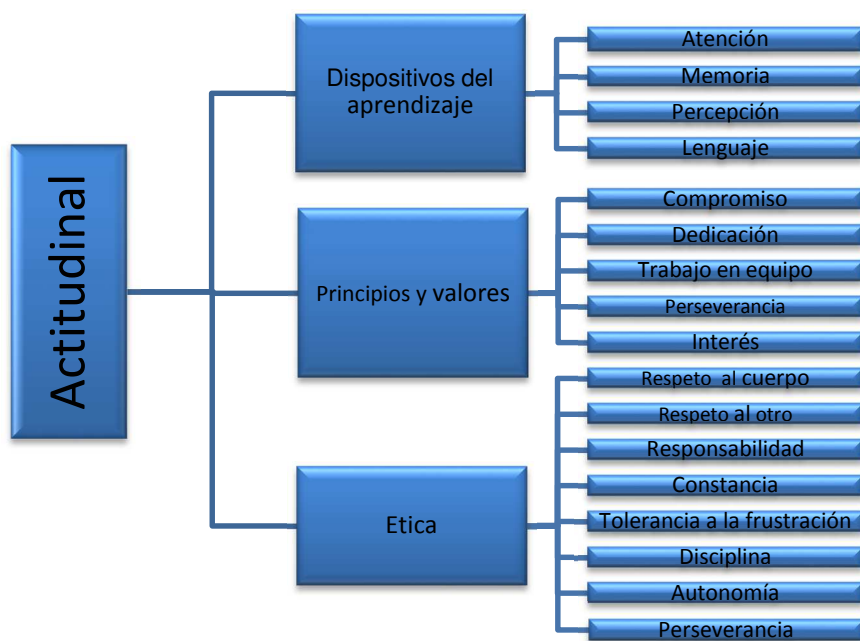 Actitudinal
Dispositivos del
aprendizaje
Atención
Memoria
Percepción
Lenguaje
Principios y valores
Compromiso
Dedicación
Trabajo en equipo
Perseverancia
Interés
Etica
Respeto al cuerpo
Respeto al otro
Responsabilidad
Constancia
Tolerancia a la frustración
Disciplina
Autonomía
Perseverancia